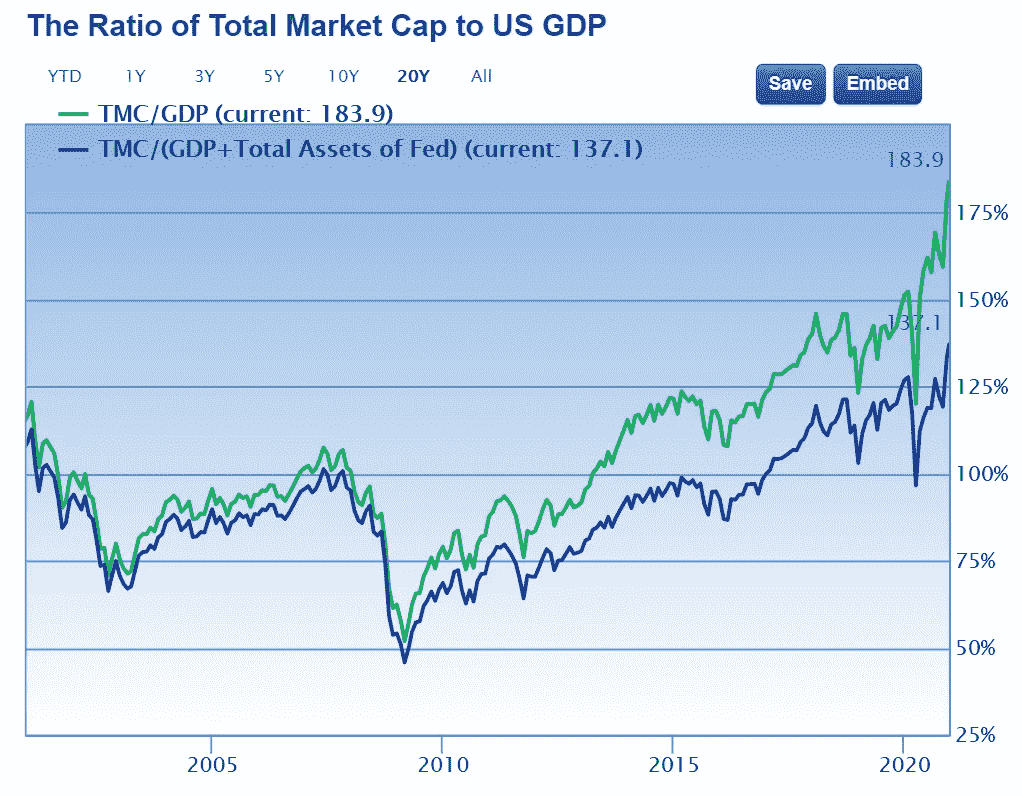 The Ratio of Total Market Cap to US GDP
YTD 1Y 3Y 5Y 10Y 20Y All
Save Embed
TMC/GDP (current: 183.9)
TMC/(GDP+Total Assets of Fed) (current: 137.1)
183.9
175%
150%
137.1
125%
100%
75%
50%
25%
2005 2010 2015 2020